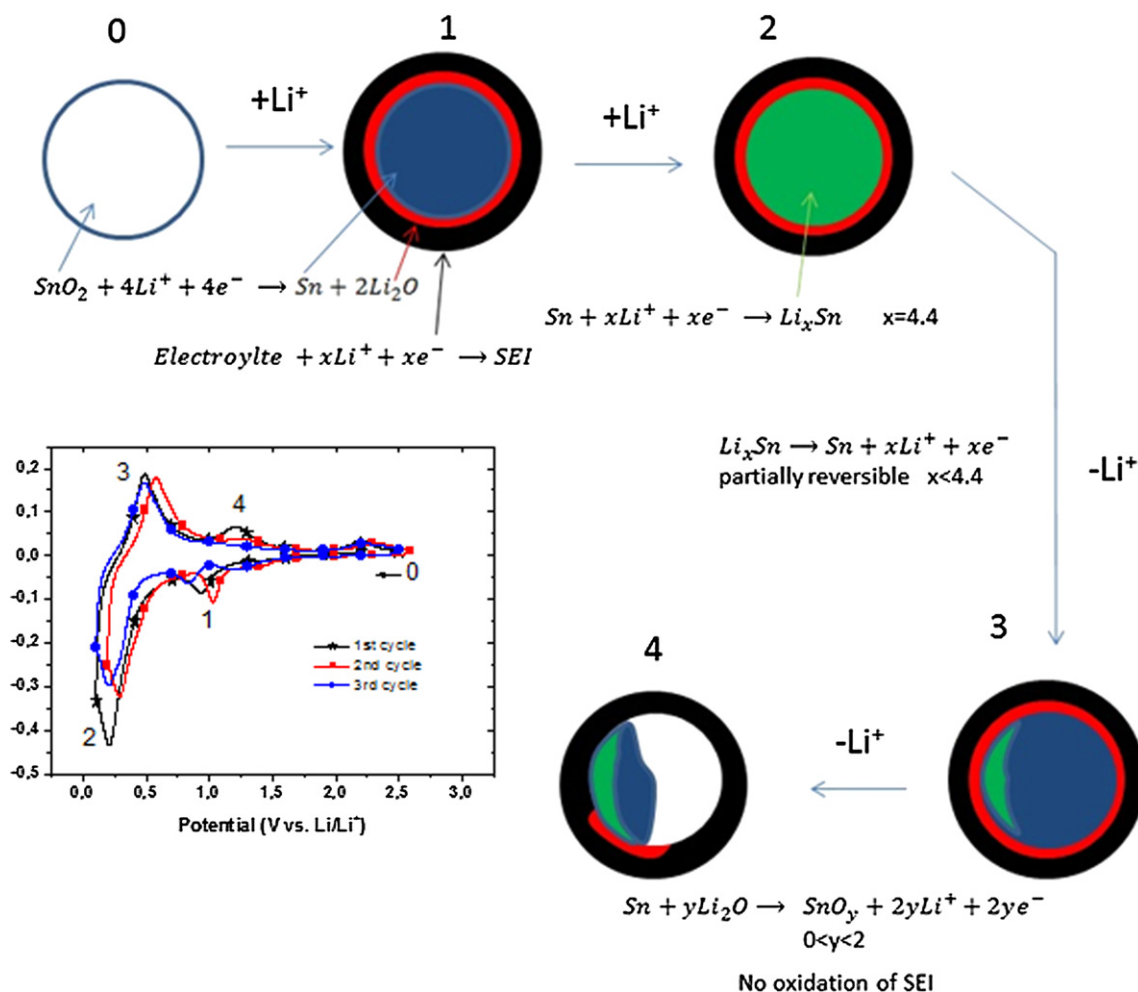 0
1
2
+Li⁺
+Li⁺
SnO₂ + 4Li⁺ + 4e⁻ → Sn + 2Li₂O
Sn + xLi⁺ + xe⁻ → LiₓSn x=4.4
Electroylte + xLi⁺ + xe⁻ → SEI
LiₓSn → Sn + xLi⁺ + xe⁻
partially reversible x<4.4
-Li⁺
0,2
0,1
0,0
-0,1
-0,2
-0,3
-0,4
-0,5
3
4
0
1
2
1st cycle
2nd cycle
3rd cycle
0,0 0,5 1,0 1,5 2,0 2,5 3,0
Potential (V vs. Li/Li⁺)
4
3
-Li⁺
Sn + yLi₂O → SnOᵧ + 2yLi⁺ + 2ye⁻
0<y<2
No oxidation of SEI